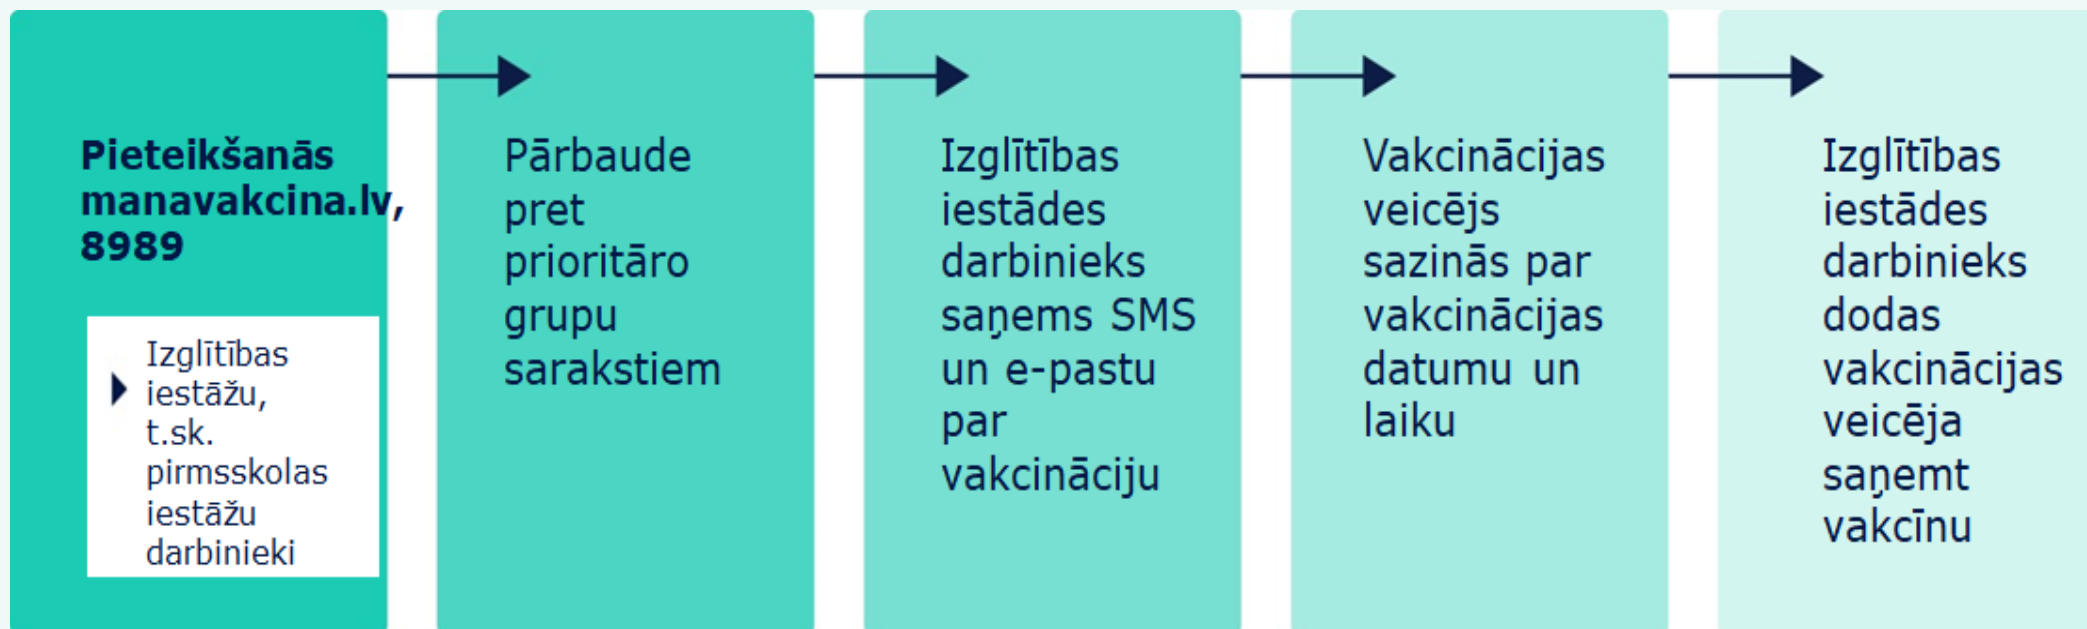 Pieteikšanās
manavakcina.lv,
8989
Izglītības
iestāžu,
t.sk.
pirmsskolas
iestāžu
darbinieki
Pārbaude
pret
prioritāro
grupu
sarakstiem
Izglītības
iestādes
darbinieks
saņems SMS
un e-pastu
par
vakcināciju
Vakcinācijas
veicējs
sazinās par
vakcinācijas
datumu un
laiku
Izglītības
iestādes
darbinieks
dodas
vakcinācijas
veicēja
saņemt
vakcīnu